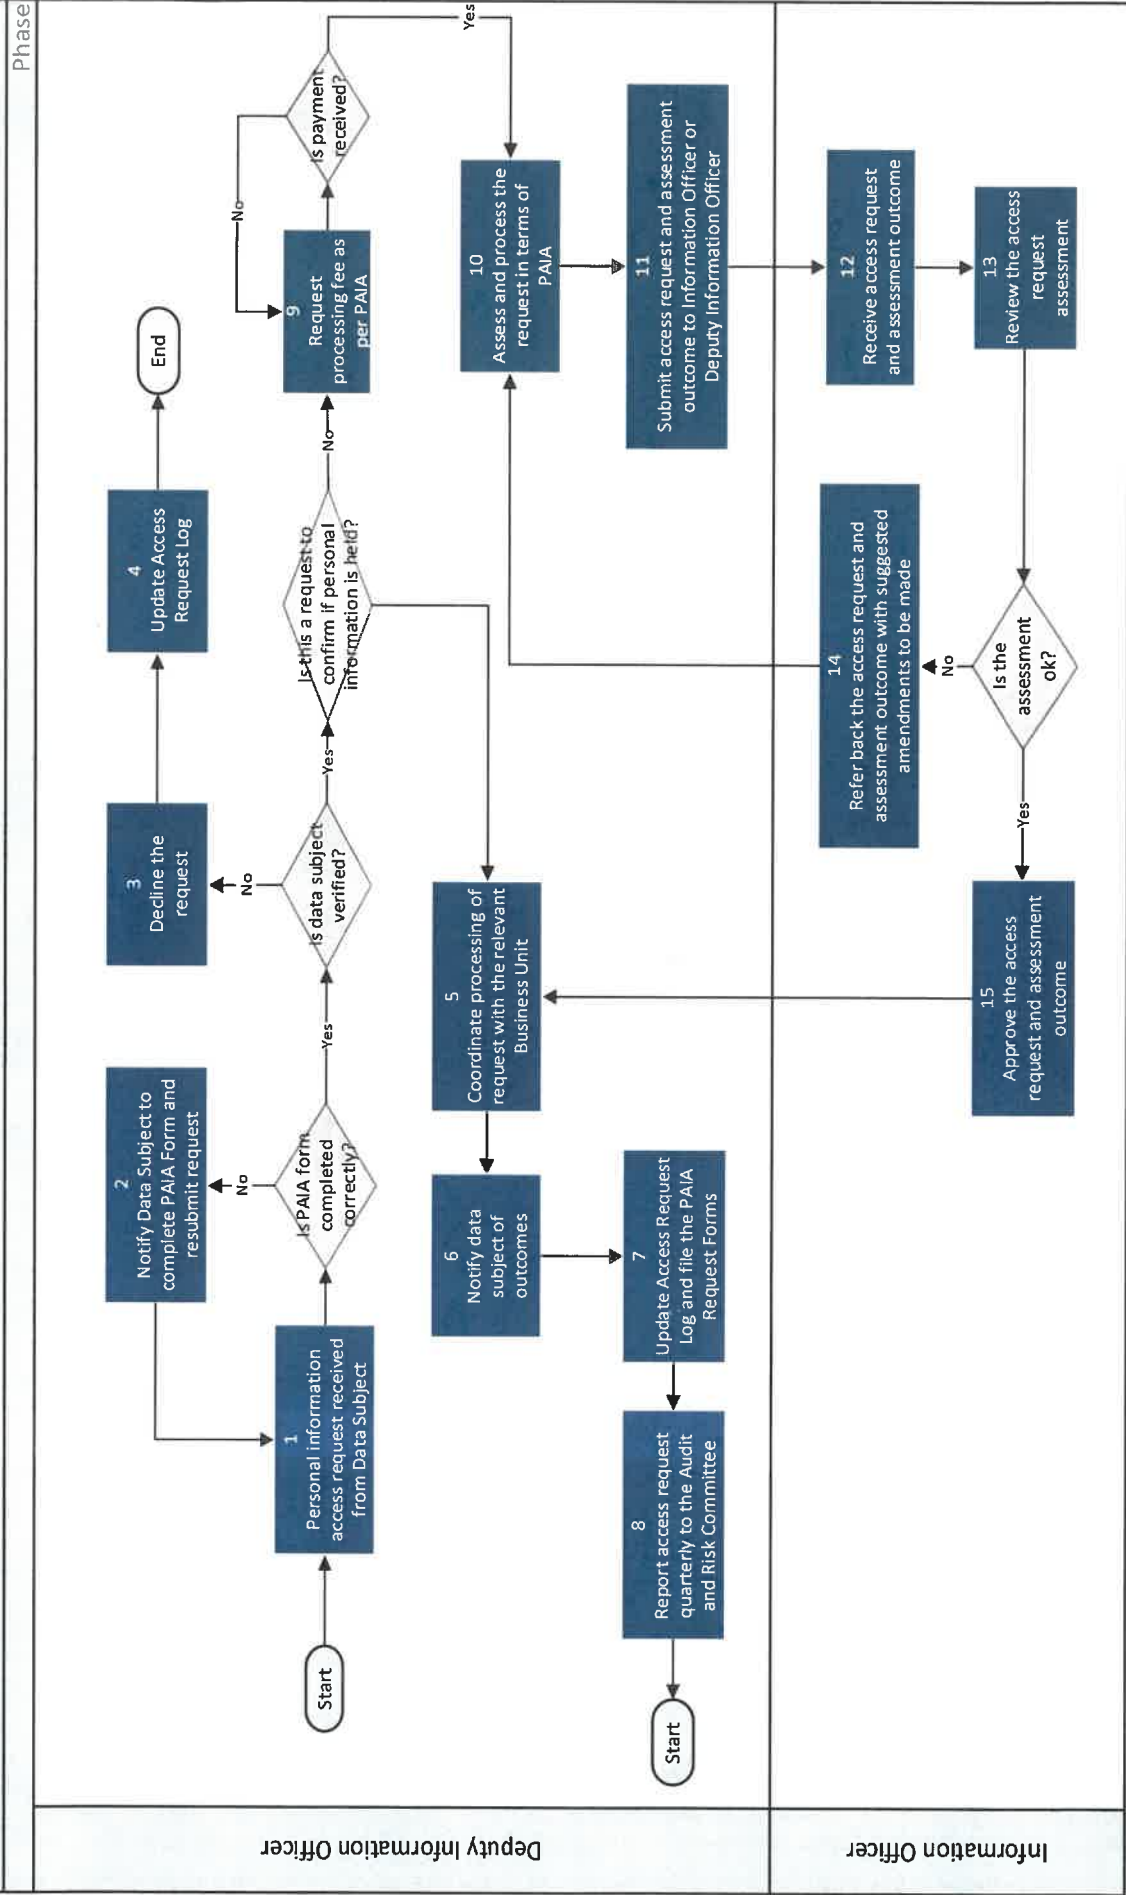 Phase
Deputy Information Officer
Information Officer
Start
1
Personal information
access request received
from Data Subject
2
Notify Data Subject to
complete PAIA Form and
resubmit request
No
Is PAIA form
completed
correctly?
Yes
3
Decline the
request
No
Is data subject
verified?
Yes
4
Update Access
Request Log
End
Is this a request to
confirm if personal
information is held?
No
9
Request
processing fee as
per PAIA
No
Is payment
received?
Yes
5
Coordinate processing of
request with the relevant
Business Unit
6
Notify data
subject of
outcomes
7
Update Access Request
Log and file the PAIA
Request Forms
8
Report access request
quarterly to the Audit
and Risk Committee
Start
10
Assess and process the
request in terms of
PAIA
11
Submit access request and assessment
outcome to Information Officer or
Deputy Information Officer
12
Receive access request
and assessment outcome
13
Review the access
request
assessment
Is the
assessment
ok?
No
14
Refer back the access request and
assessment outcome with suggested
amendments to be made
Yes
15
Approve the access
request and assessment
outcome